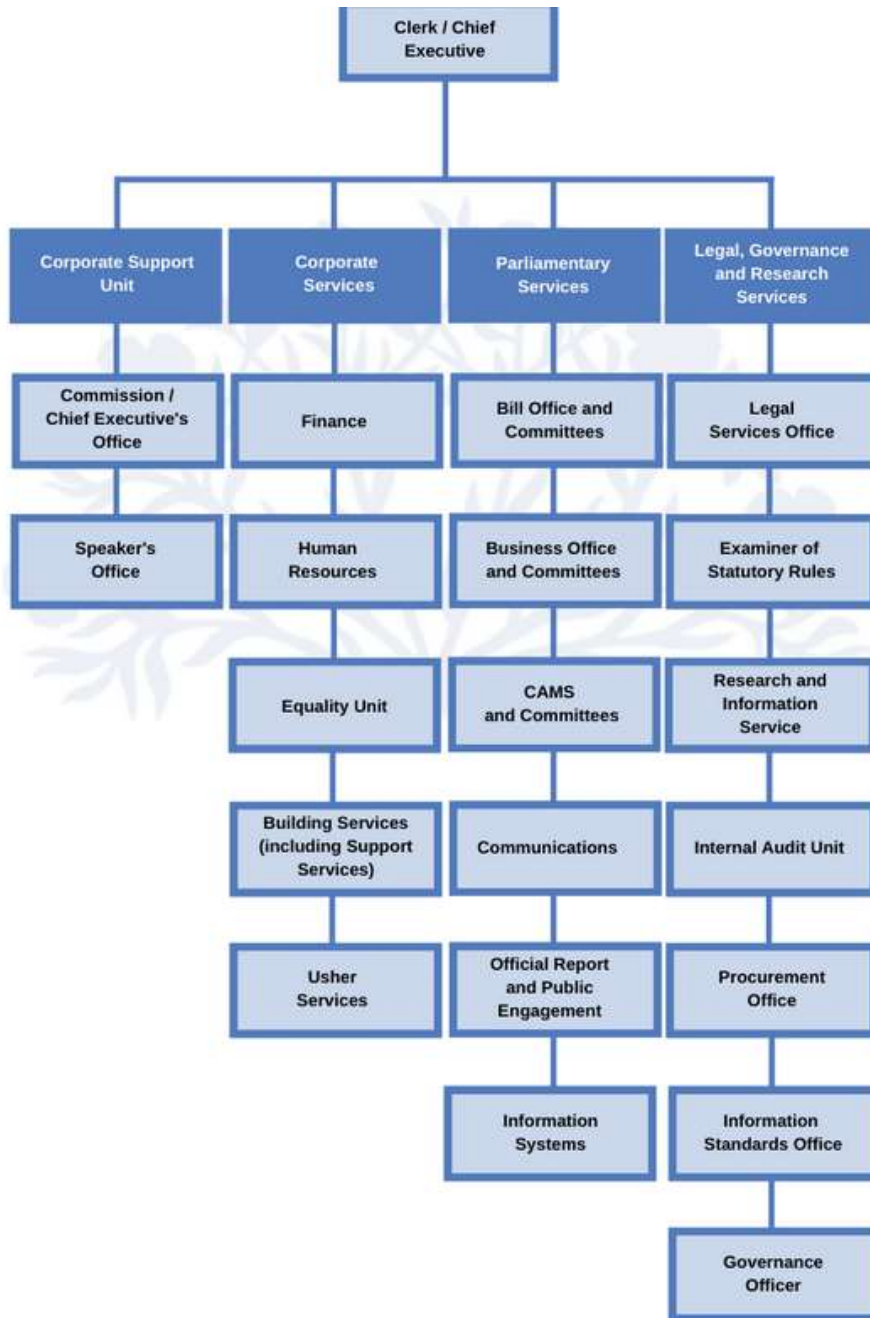 Clerk / Chief
Executive
Corporate Support
Unit
Corporate
Services
Parliamentary
Services
Legal, Governance
and Research
Services
Commission /
Chief Executive's
Office
Finance
Bill Office and
Committees
Legal
Services Office
Speaker's
Office
Human
Resources
Business Office
and Committees
Examiner of
Statutory Rules
Equality Unit
CAMS
and Committees
Research and
Information
Service
Building Services
(including Support
Services)
Communications
Internal Audit Unit
Usher
Services
Official Report
and Public
Engagement
Procurement
Office
Information
Systems
Information
Standards Office
Governance
Officer